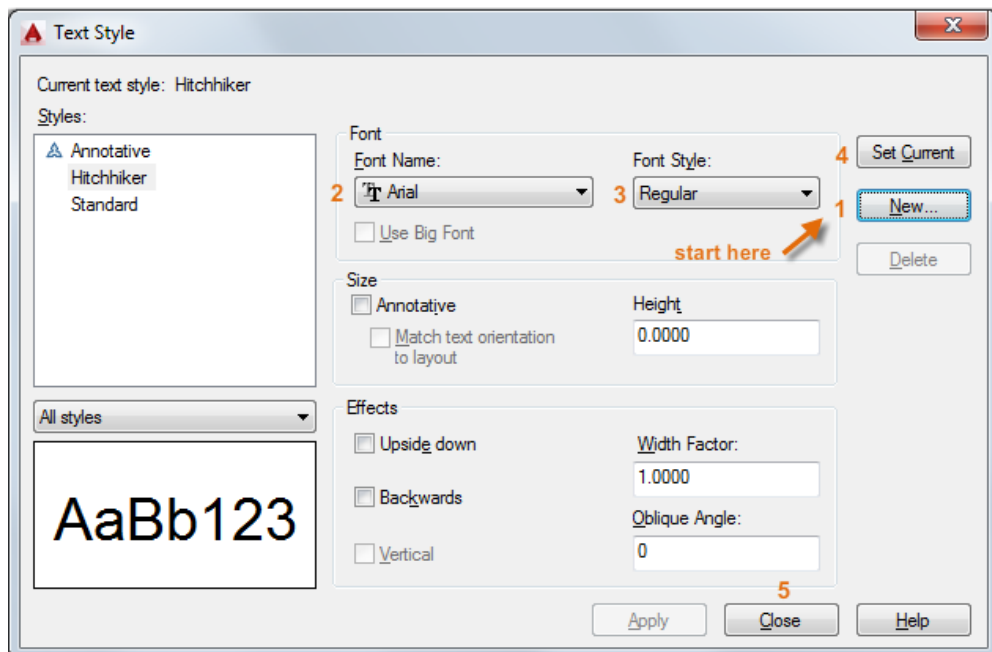 Text Style
Current text style: Hitchhiker
Styles:
Annotative
Hitchhiker
Standard
All styles
AaBb123
Font
Font Name:
2 Arial
Use Big Font
Font Style:
3 Regular
start here
Size
Annotative
Match text orientation
to layout
Height
0.0000
Effects
Upside down
Backwards
Vertical
Width Factor:
1.0000
Oblique Angle:
0
4 Set Current
1 New...
Delete
5
Apply
Close
Help